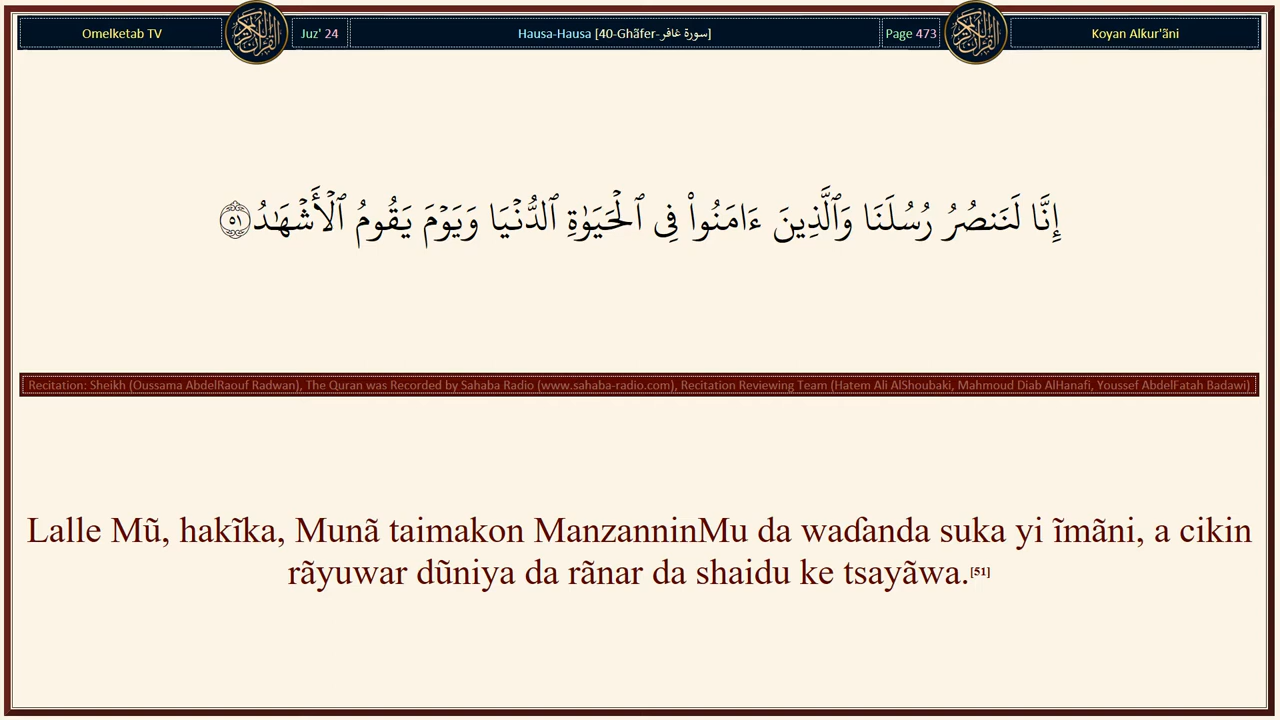 Omelketab TV
Juz' 24
Hausa-Hausa [40-Ghãfer-سورة غافر]
Page 473
Koyan Alƙur'ãni
إِنَّا لَنَنصُرُ رُسُلَنَا وَٱلَّذِينَ ءَامَنُوا۟ فِى ٱلْحَيَوٰةِ ٱلدُّنْيَا وَيَوْمَ يَقُومُ ٱلْأَشْهَـٰدُ ٥١
Recitation: Sheikh (Oussama AbdelRaouf Radwan), The Quran was Recorded by Sahaba Radio (www.sahaba-radio.com), Recitation Reviewing Team (Hatem Ali AlShoubaki, Mahmoud Diab AlHanafi, Youssef AbdelFatah Badawi)
Lalle Mũ, hakĩka, Munã taimakon ManzanninMu da waɗanda suka yi ĩmãni, a cikin
rãyuwar dũniya da rãnar da shaidu ke tsayãwa.[51]